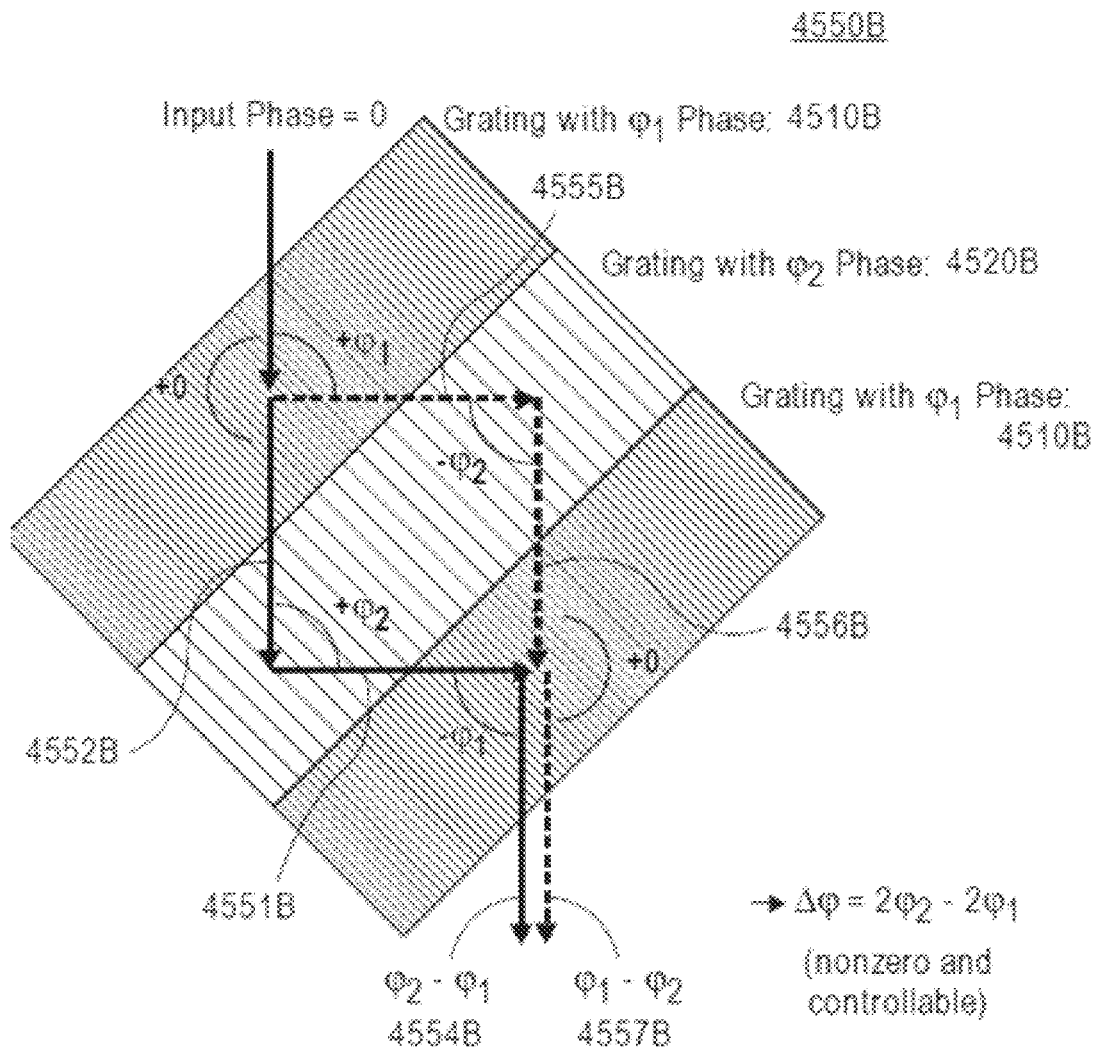 4550B
Input Phase = 0
Grating with φ1 Phase: 4510B
4555B
Grating with φ2 Phase: 4520B
+φ1
+0
Grating with φ1 Phase:
4510B
-φ2
+φ2
4556B
+0
4552B
-φ1
4551B
Δφ = 2φ2 - 2φ1
(nonzero and
controllable)
φ2 - φ1
φ1 - φ2
4554B
4557B